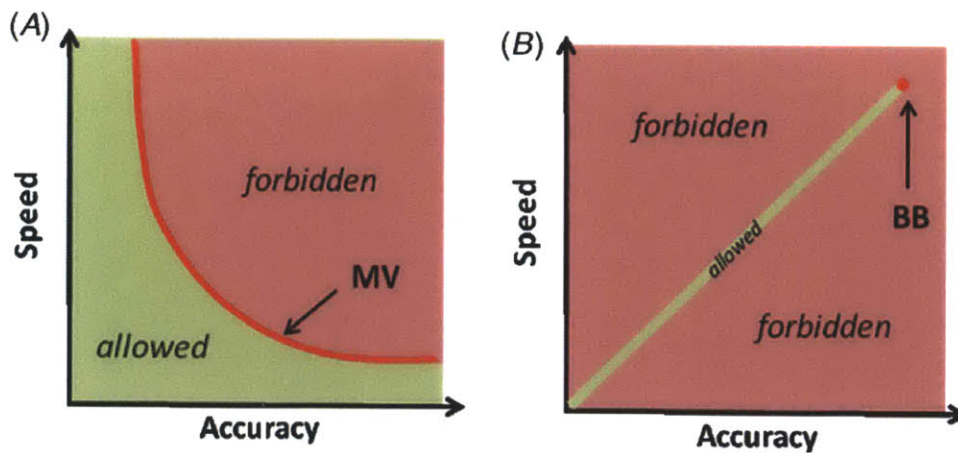 (A)
Speed
forbidden
MV
allowed
Accuracy
(B)
Speed
forbidden
allowed
BB
forbidden
Accuracy